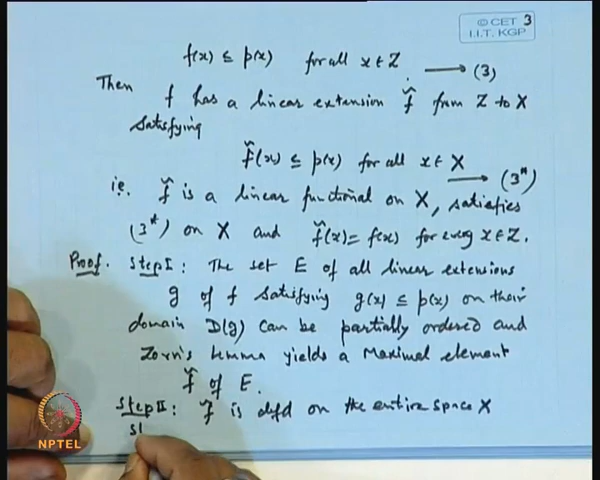 © CET 3
I.I.T. KGP
f(x) ≤ p(x) for all x ∈ Z. ⟶ (3)
Then f has a linear extension f̃ from Z to X
satisfying
f̃(x) ≤ p(x) for all x ∈ X ⟶ (3*)
i.e. f̃ is a linear functional on X, satisfies
(3*) on X and f̃(x) = f(x) for every x ∈ Z.
Proof. Step I: The set E of all linear extensions
g of f satisfying g(x) ≤ p(x) on their
domain D(g) can be partially ordered and
Zorn's Lemma yields a Maximal element
f̃ of E.
Step II: f̃ is defd on the entire space X
St
NPTEL